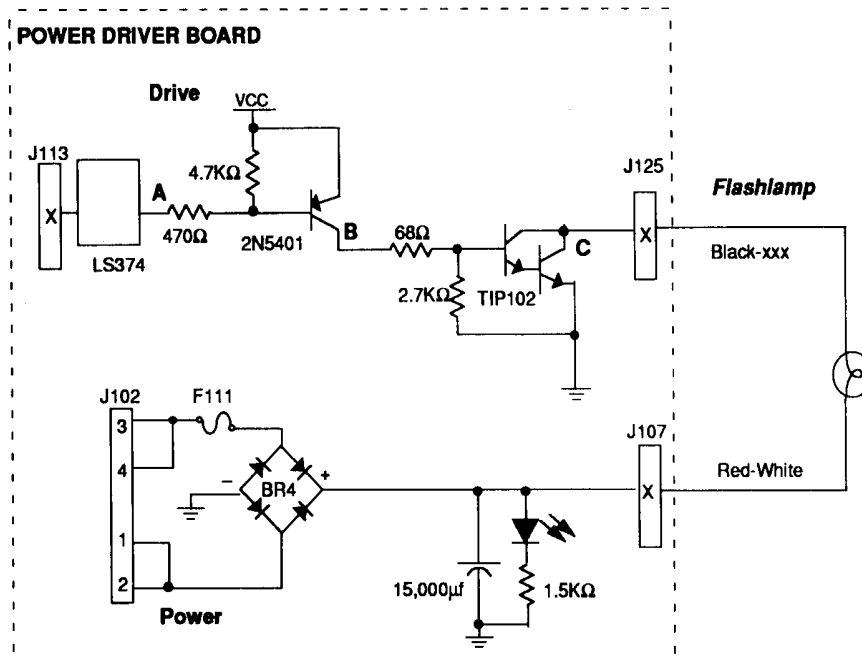 POWER DRIVER BOARD
Drive
VCC
J113
4.7KΩ
J125
A
Flashlamp
X
B
68Ω
C
X
470Ω
2N5401
Black-xxx
LS374
2.7KΩ
TIP102
J102
F111
3
J107
4
–
BR4
+
Red-White
X
1
2
15,000µf
1.5KΩ
Power